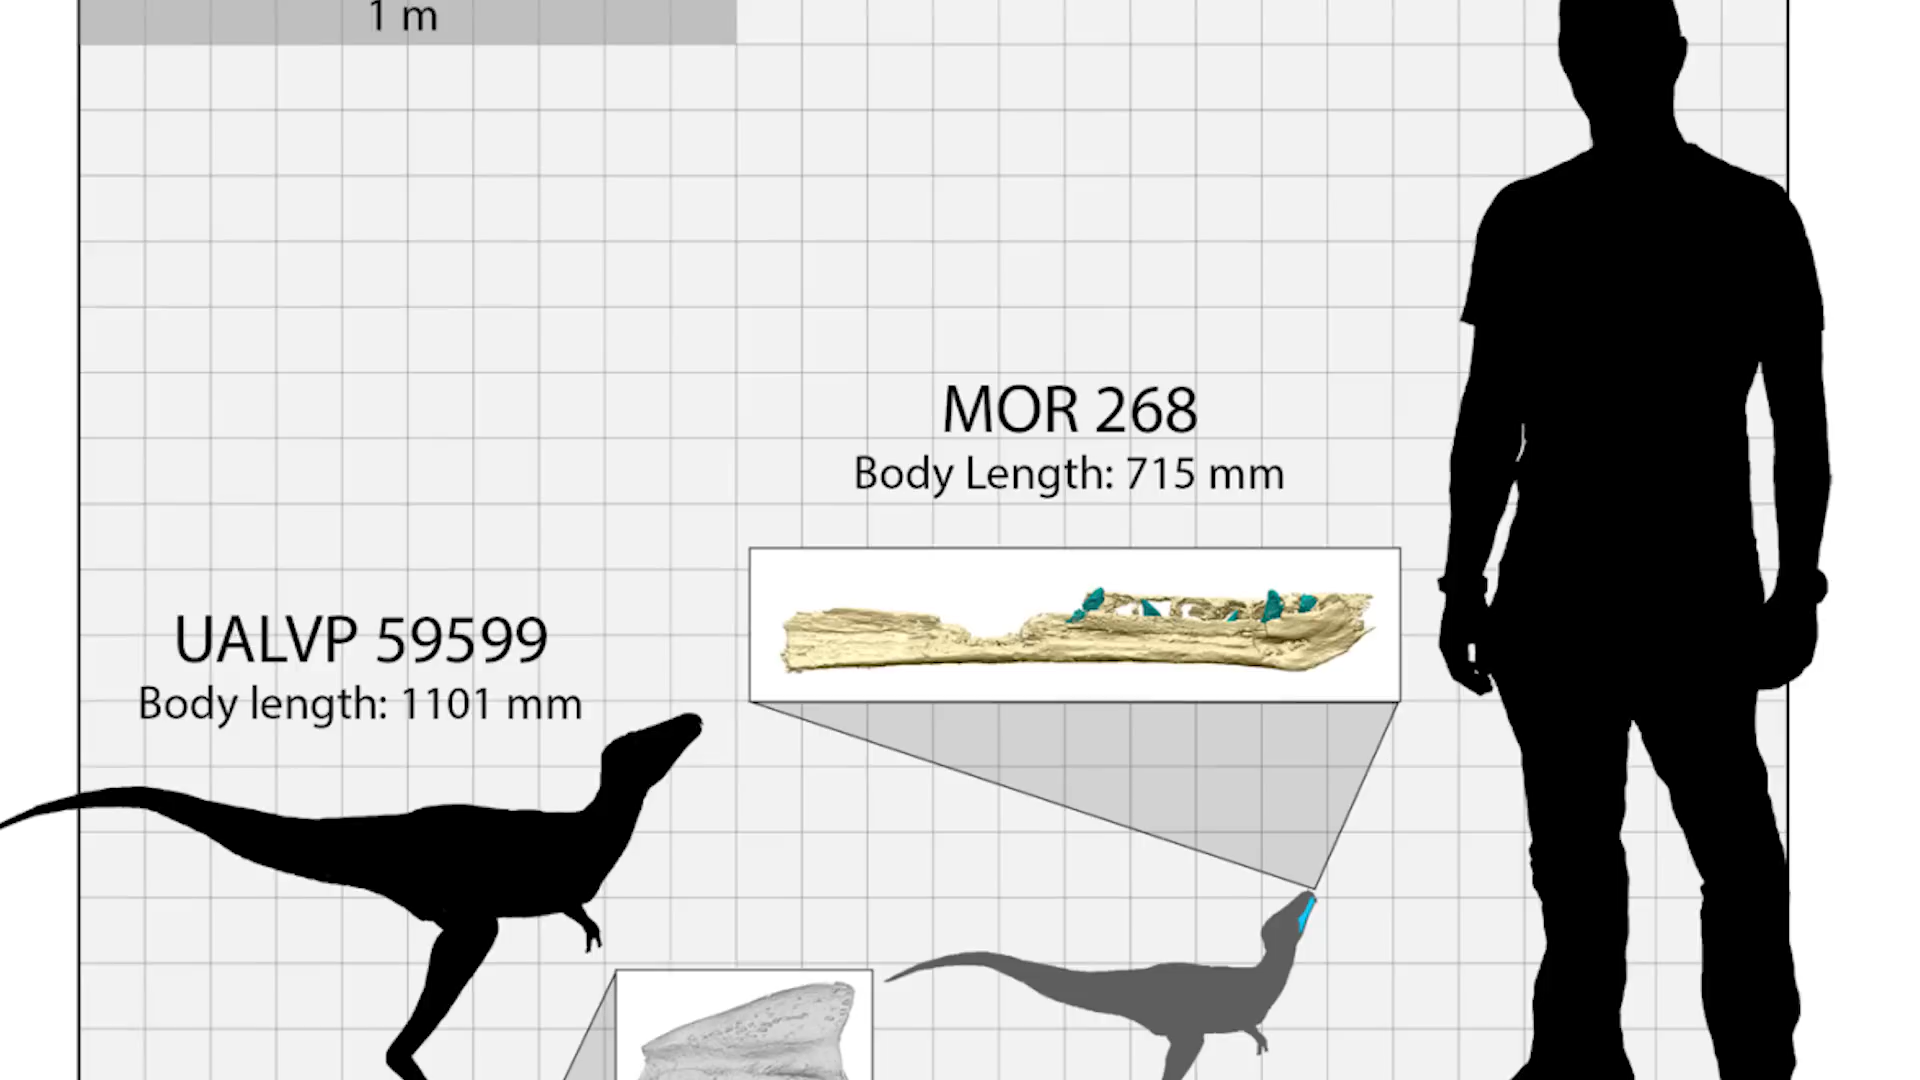 1 m
MOR 268
Body Length: 715 mm
UALVP 59599
Body length: 1101 mm